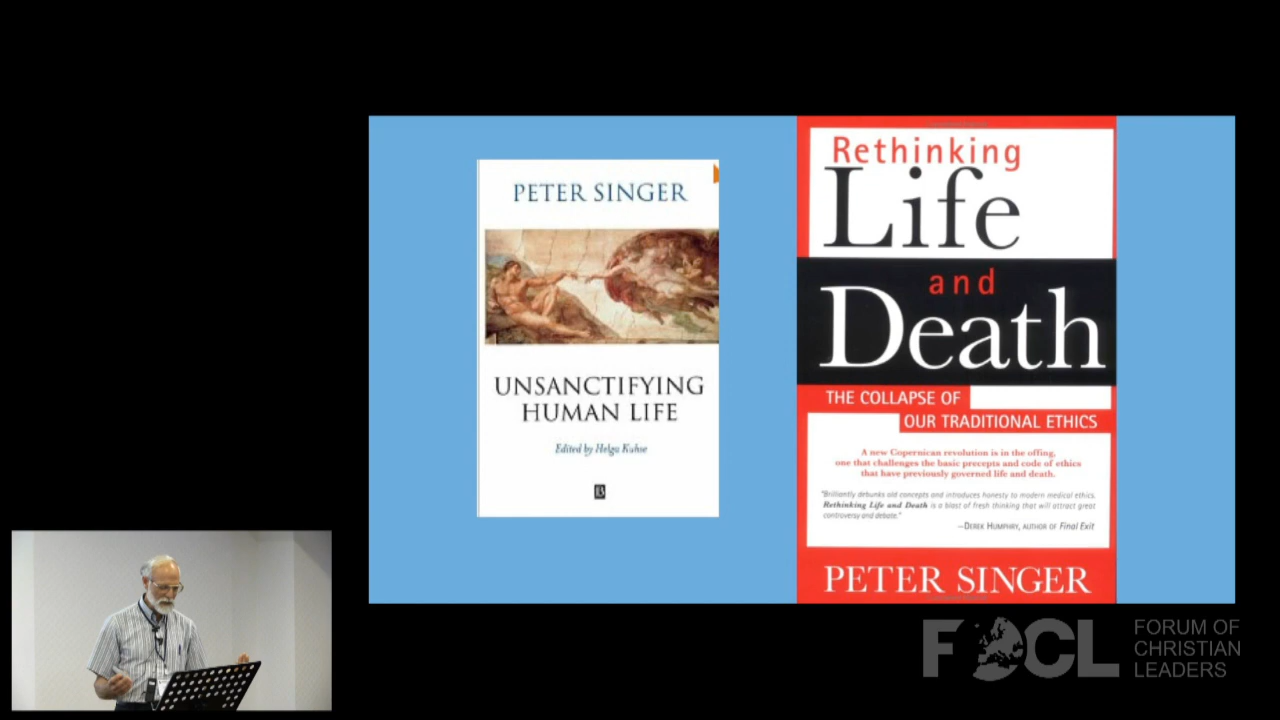 PETER SINGER
UNSANCTIFYING
HUMAN LIFE
Edited by Helga Kuhse
Rethinking
Life
and
Death
THE COLLAPSE OF
OUR TRADITIONAL ETHICS
A new Copernican revolution is in the offing,
one that challenges the basic precepts and code of ethics
that have previously governed life and death.
"Brilliantly debunks old concepts and introduces honesty to modern medical ethics.
Rethinking Life and Death is a blast of fresh thinking that will attract great
controversy and debate."
—DEREK HUMPHRY, AUTHOR OF Final Exit
PETER SINGER
FOCL
FORUM OF
CHRISTIAN
LEADERS